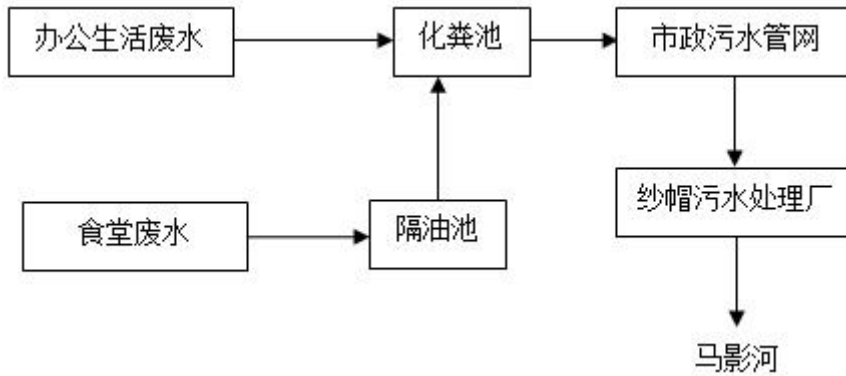 办公生活废水
化粪池
市政污水管网
食堂废水
隔油池
纱帽污水处理厂
马影河